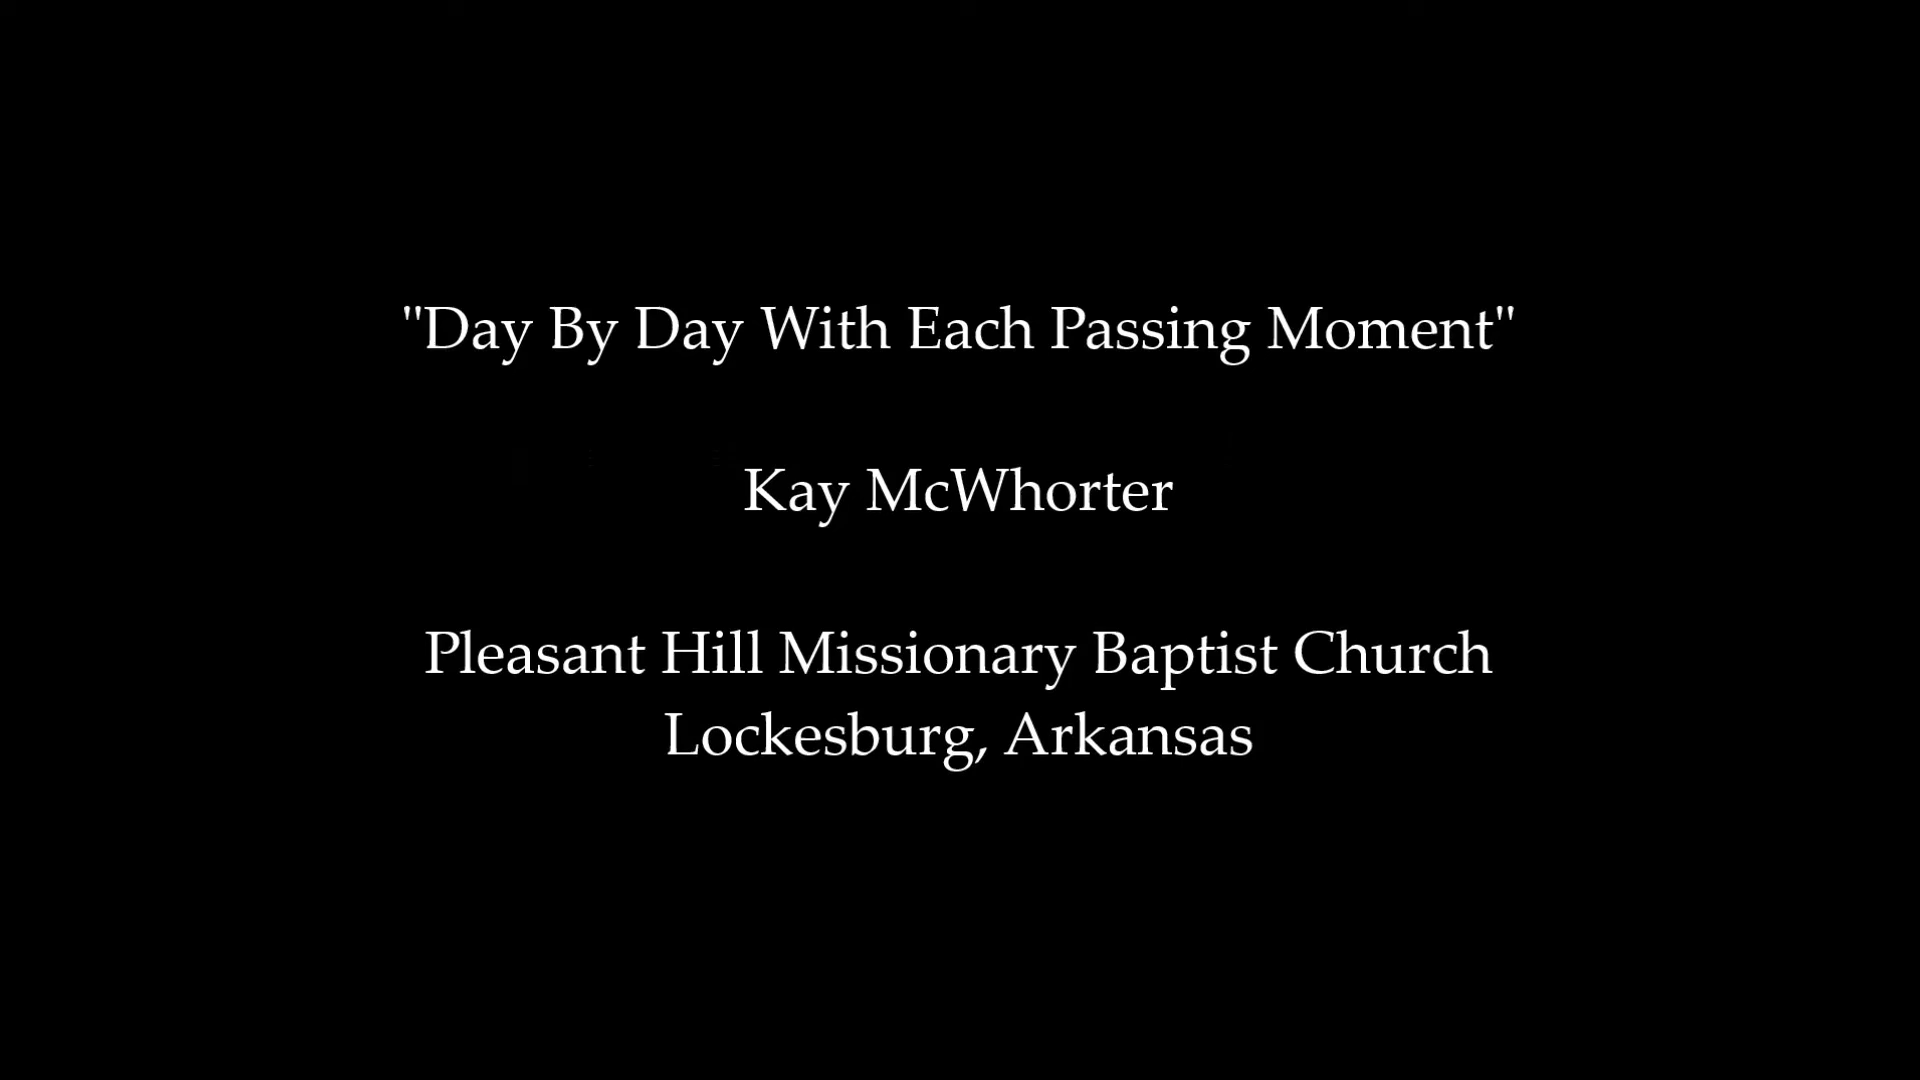 "Day By Day With Each Passing Moment"
Kay McWhorter
Pleasant Hill Missionary Baptist Church
Lockesburg, Arkansas